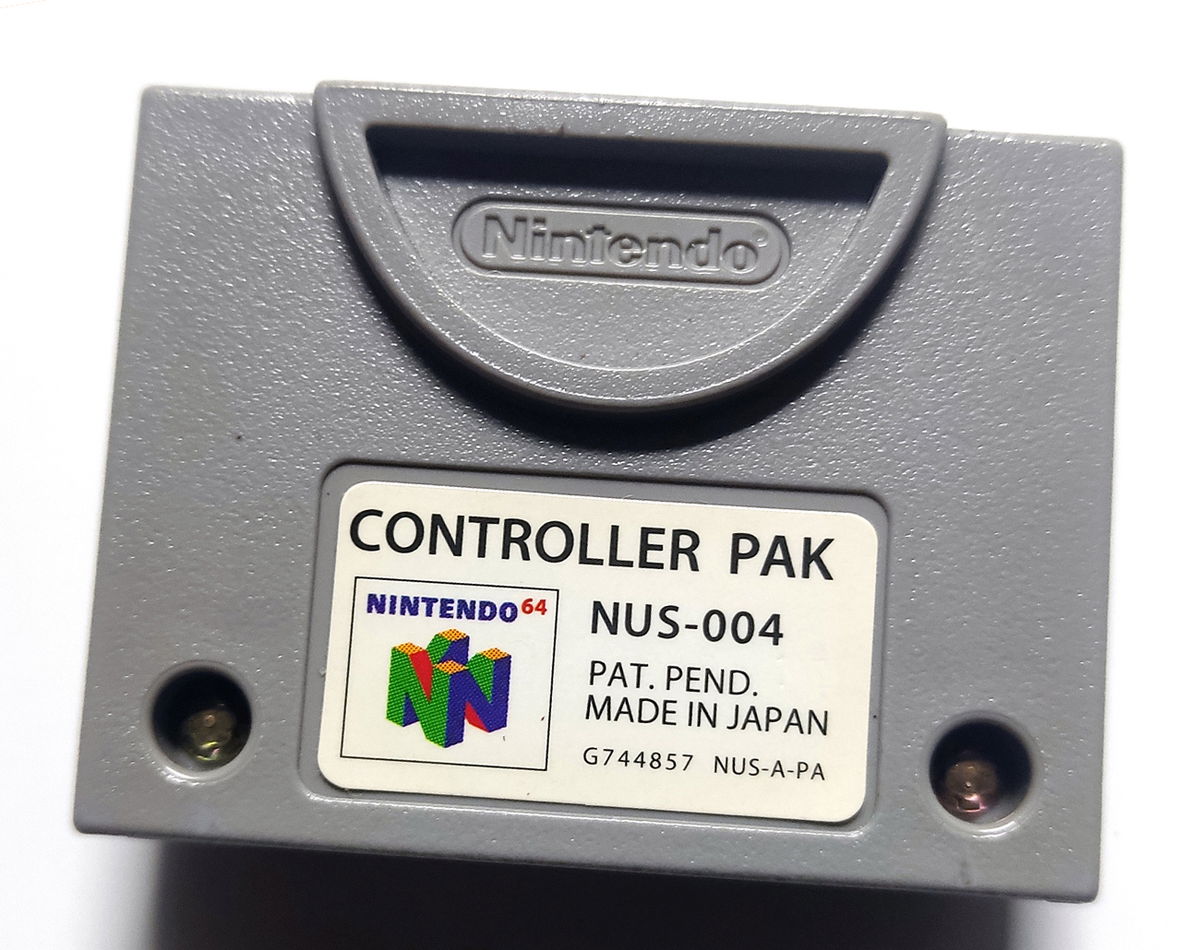 Nintendo®
CONTROLLER PAK
NINTENDO64
NUS-004
PAT. PEND.
MADE IN JAPAN
G744857 NUS-A-PA